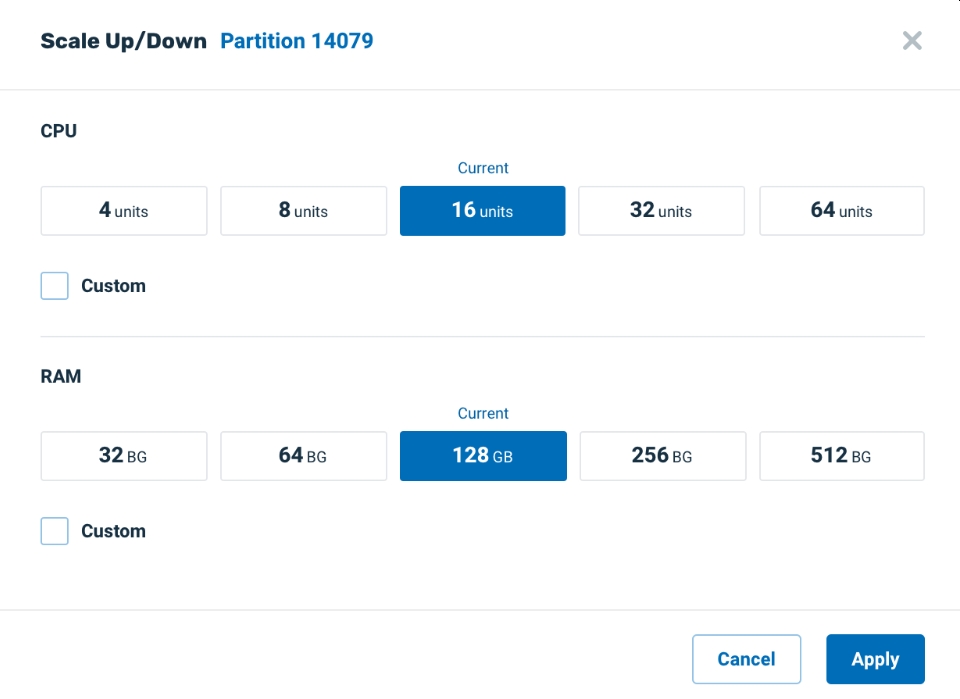 Scale Up/Down Partition 14079
CPU
Current
4 units 8 units 16 units 32 units 64 units
Custom
RAM
Current
32 BG 64 BG 128 GB 256 BG 512 BG
Custom
Cancel Apply